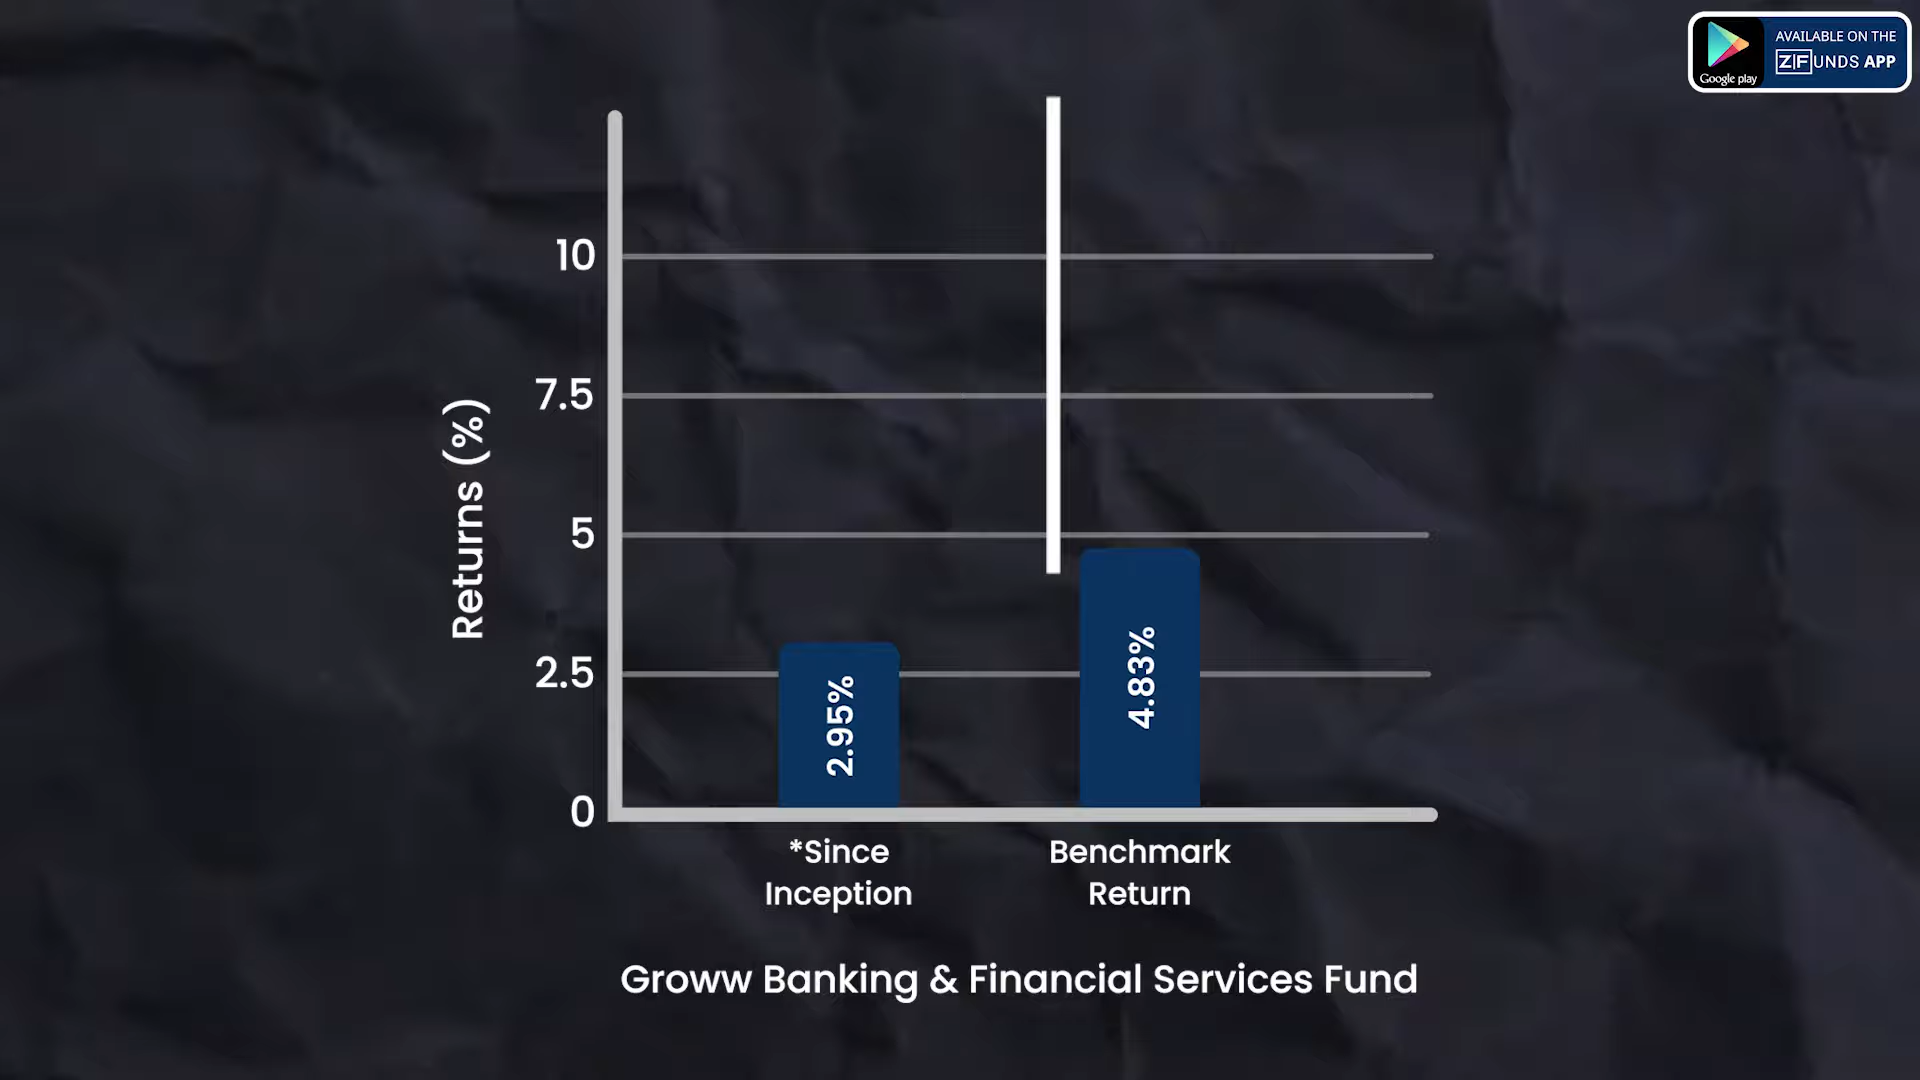 AVAILABLE ON THE
Google play
ZFUNDS APP
10
7.5
5
2.5
0
Returns (%)
2.95%
4.83%
*Since
Inception
Benchmark
Return
Groww Banking & Financial Services Fund